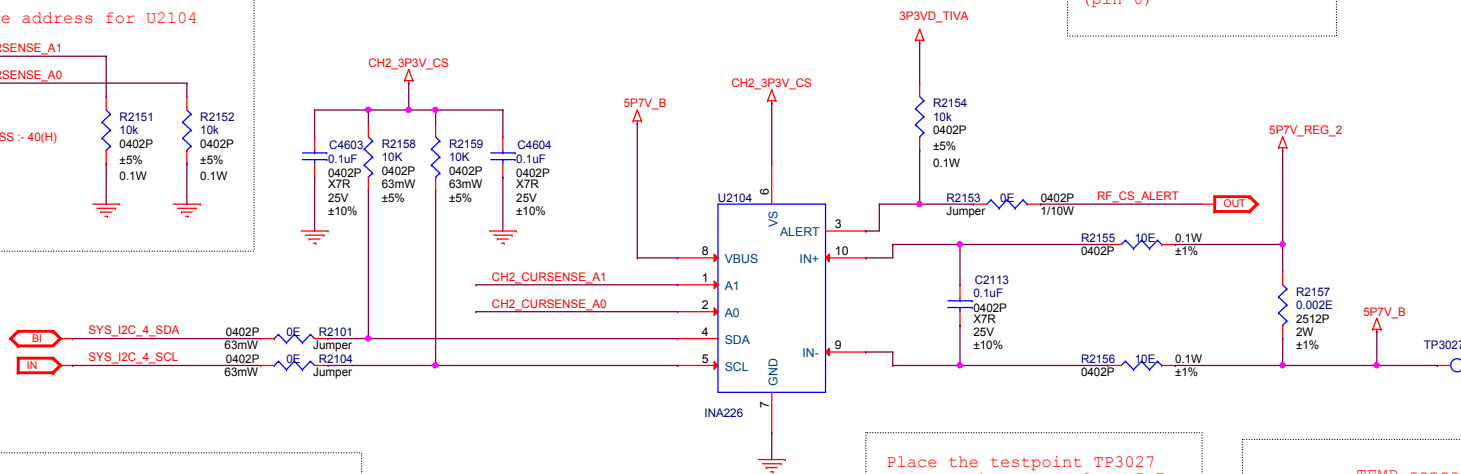 e address for U2104
RSENSE_A1
RSENSE_A0
R2151
10k
0402P
±5%
0.1W
R2152
10k
0402P
±5%
0.1W
SS :- 40(H)
CH2_3P3V_CS
C4603
0.1uF
0402P
X7R
25V
±10%
R2158
10K
0402P
63mW
±5%
R2159
10K
0402P
63mW
±5%
C4604
0.1uF
0402P
X7R
25V
±10%
5P7V_B
CH2_3P3V_CS
3P3VD_TIVA
R2154
10k
0402P
±5%
0.1W
5P7V_REG_2
R2153
Jumper
0E
0402P
1/10W
RF_CS_ALERT
OUT
U2104
6
VS
ALERT
3
8
VBUS
IN+
10
R2155
0402P
10E
0.1W
±1%
CH2_CURSENSE_A1
1
A1
CH2_CURSENSE_A0
2
A0
C2113
0.1uF
0402P
X7R
25V
±10%
R2157
0.002E
2512P
2W
±1%
5P7V_B
BI
SYS_I2C_4_SDA
0402P
63mW
0E
R2101
Jumper
4
SDA
IN
SYS_I2C_4_SCL
0402P
63mW
0E
R2104
Jumper
5
SCL
GND
7
IN-
9
R2156
0402P
10E
0.1W
±1%
TP3027
INA226
Place the testpoint TP3027